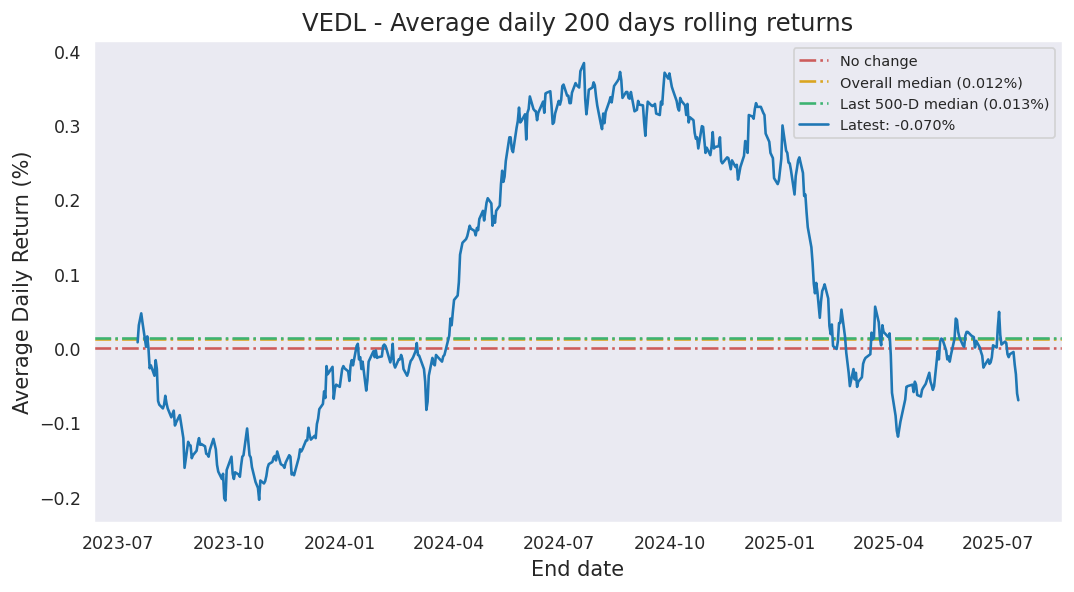 VEDL - Average daily 200 days rolling returns
No change
Overall median (0.012%)
Last 500-D median (0.013%)
Latest: -0.070%
Average Daily Return (%)
0.4
0.3
0.2
0.1
0.0
−0.1
−0.2
2023-07 2023-10 2024-01 2024-04 2024-07 2024-10 2025-01 2025-04 2025-07
End date